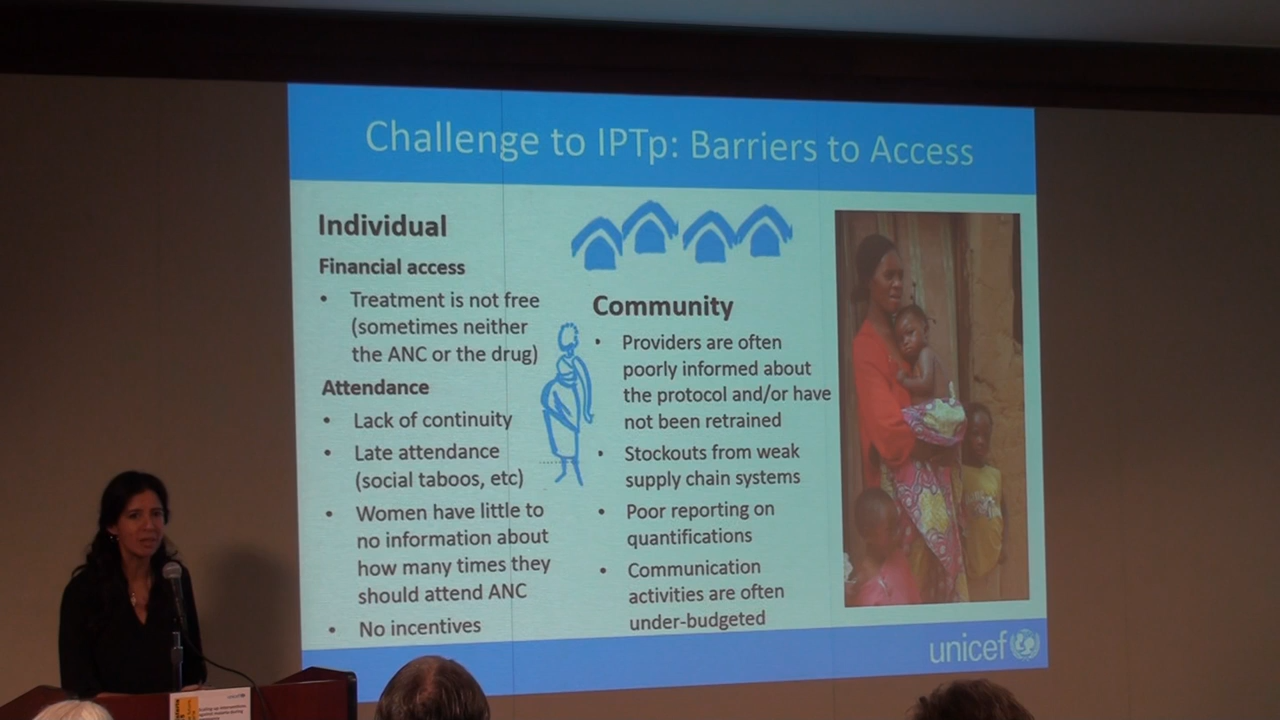 Challenge to IPTp: Barriers to Access
Individual
Financial access
• Treatment is not free
(sometimes neither
the ANC or the drug)
Attendance
• Lack of continuity
• Late attendance
(social taboos, etc)
• Women have little to
no information about
how many times they
should attend ANC
• No incentives
Community
• Providers are often
poorly informed about
the protocol and/or have
not been retrained
• Stockouts from weak
supply chain systems
• Poor reporting on
quantifications
• Communication
activities are often
under-budgeted
unicef